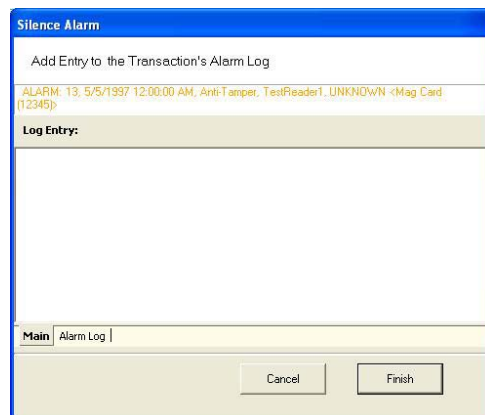 Silence Alarm
Add Entry to the Transaction's Alarm Log
ALARM: 13, 5/5/1997 12:00:00 AM, Anti-Tamper, TestReader1, UNKNOWN <Mag Card
(12345)>
Log Entry:
Main Alarm Log
Cancel Finish